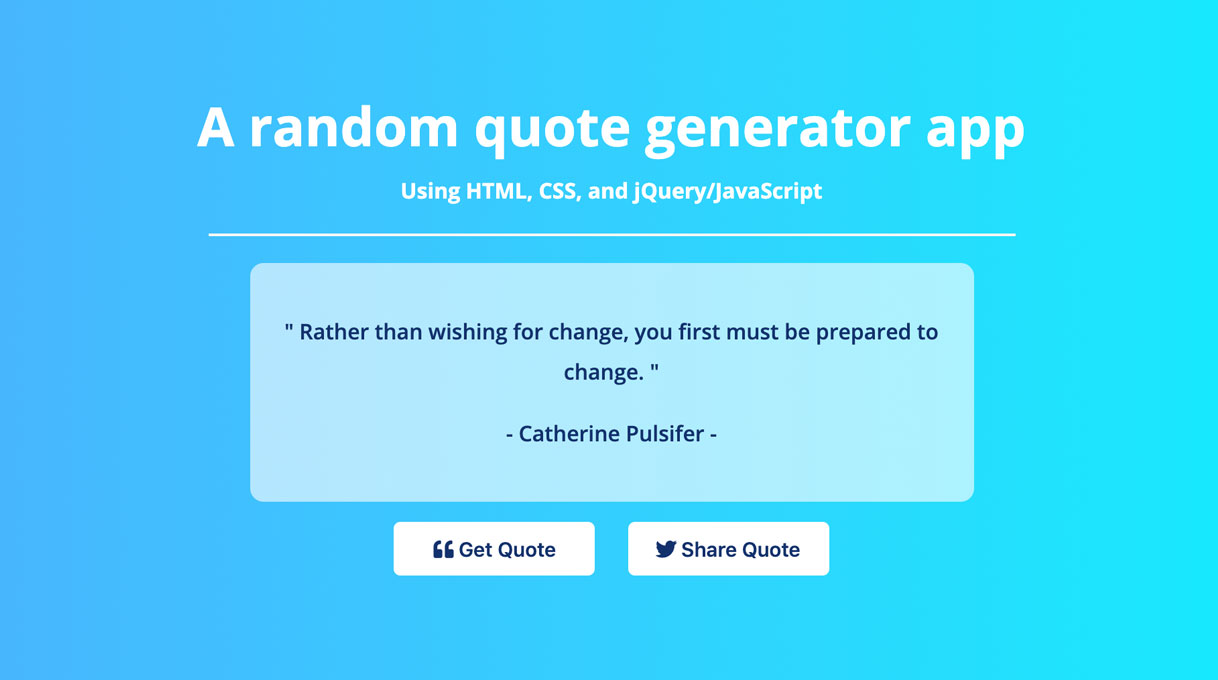 A random quote generator app
Using HTML, CSS, and jQuery/JavaScript
" Rather than wishing for change, you first must be prepared to
change. "
- Catherine Pulsifer -
Get Quote
Share Quote